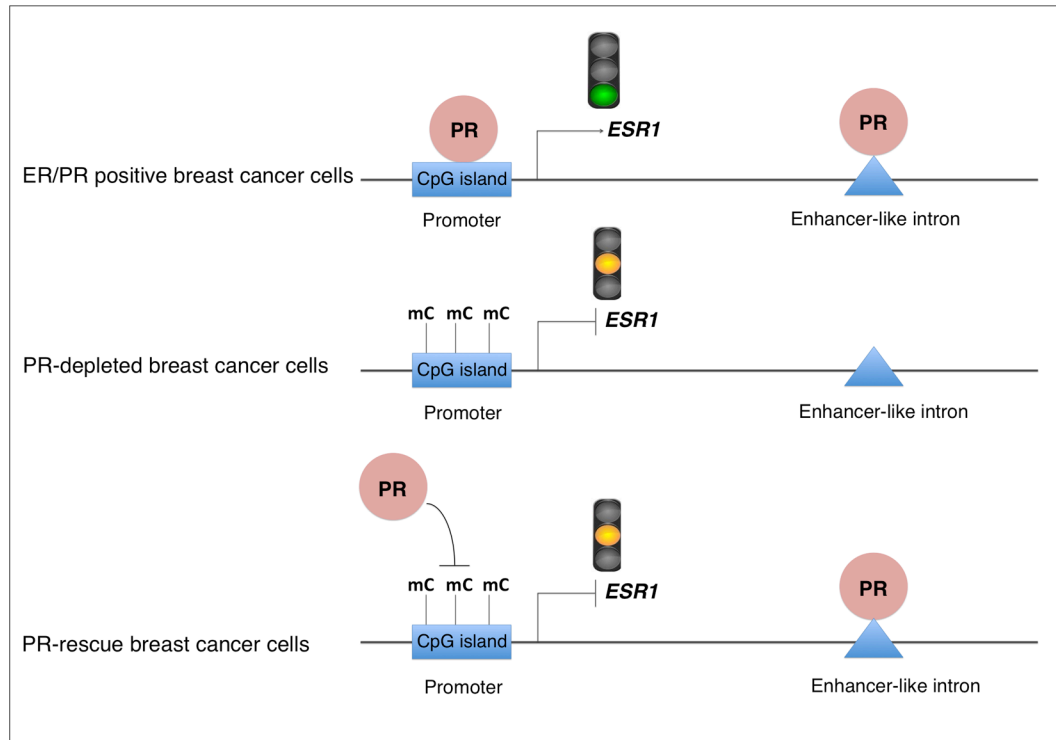 PR
ESR1
PR
ER/PR positive breast cancer cells
CpG island
Promoter
Enhancer-like intron
mC mC mC
ESR1
PR-depleted breast cancer cells
CpG island
Promoter
Enhancer-like intron
PR
mC mC mC
ESR1
PR
PR-rescue breast cancer cells
CpG island
Promoter
Enhancer-like intron